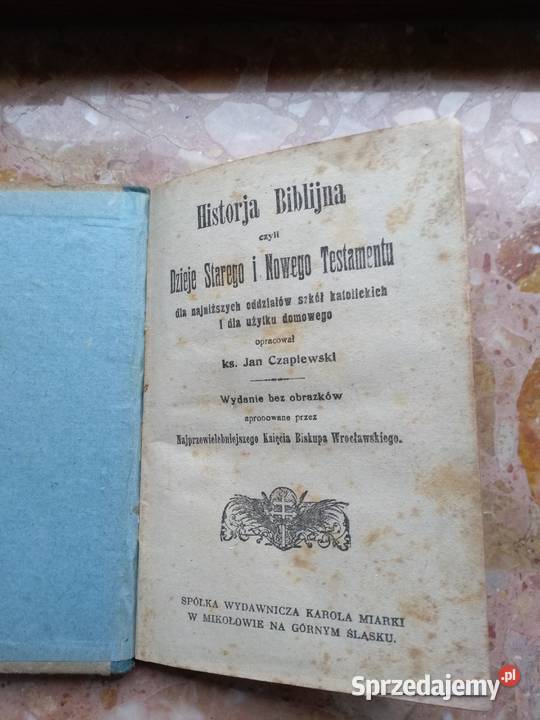 Historja Biblijna
czyli
Dzieje Starego i Nowego Testamentu
dla najniższych oddziałów szkół katolickich
i dla użytku domowego
opracował
ks. Jan Czaplewski
Wydanie bez obrazków
aprobowane przez
Najprzewielebniejszego Księcia Biskupa Wrocławskiego.
SPÓŁKA WYDAWNICZA KAROLA MIARKI
W MIKOŁOWIE NA GÓRNYM ŚLĄSKU.
Sprzedajemy.pl